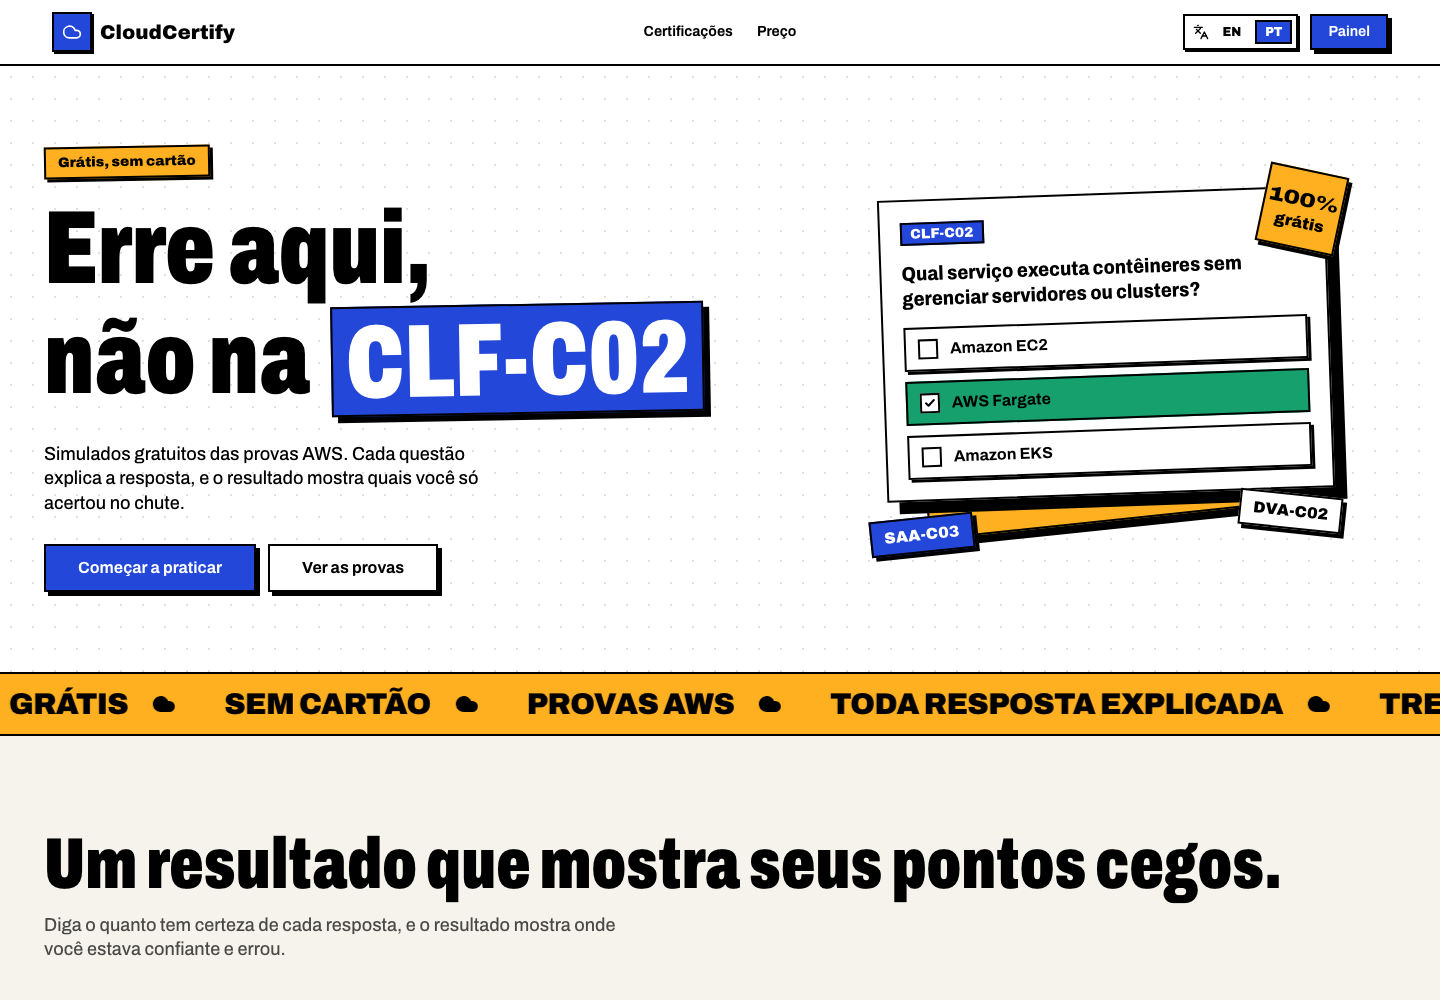 CloudCertify
Certificações
Preço
EN
PT
Painel
Grátis, sem cartão
Erre aqui,
não na CLF-C02
Simulados gratuitos das provas AWS. Cada questão
explica a resposta, e o resultado mostra quais você só
acertou no chute.
Começar a praticar
Ver as provas
100%
grátis
CLF-C02
Qual serviço executa contêineres sem
gerenciar servidores ou clusters?
Amazon EC2
AWS Fargate
Amazon EKS
SAA-C03
DVA-C02
GRÁTIS
SEM CARTÃO
PROVAS AWS
TODA RESPOSTA EXPLICADA
TRE
Um resultado que mostra seus pontos cegos.
Diga o quanto tem certeza de cada resposta, e o resultado mostra onde
você estava confiante e errou.